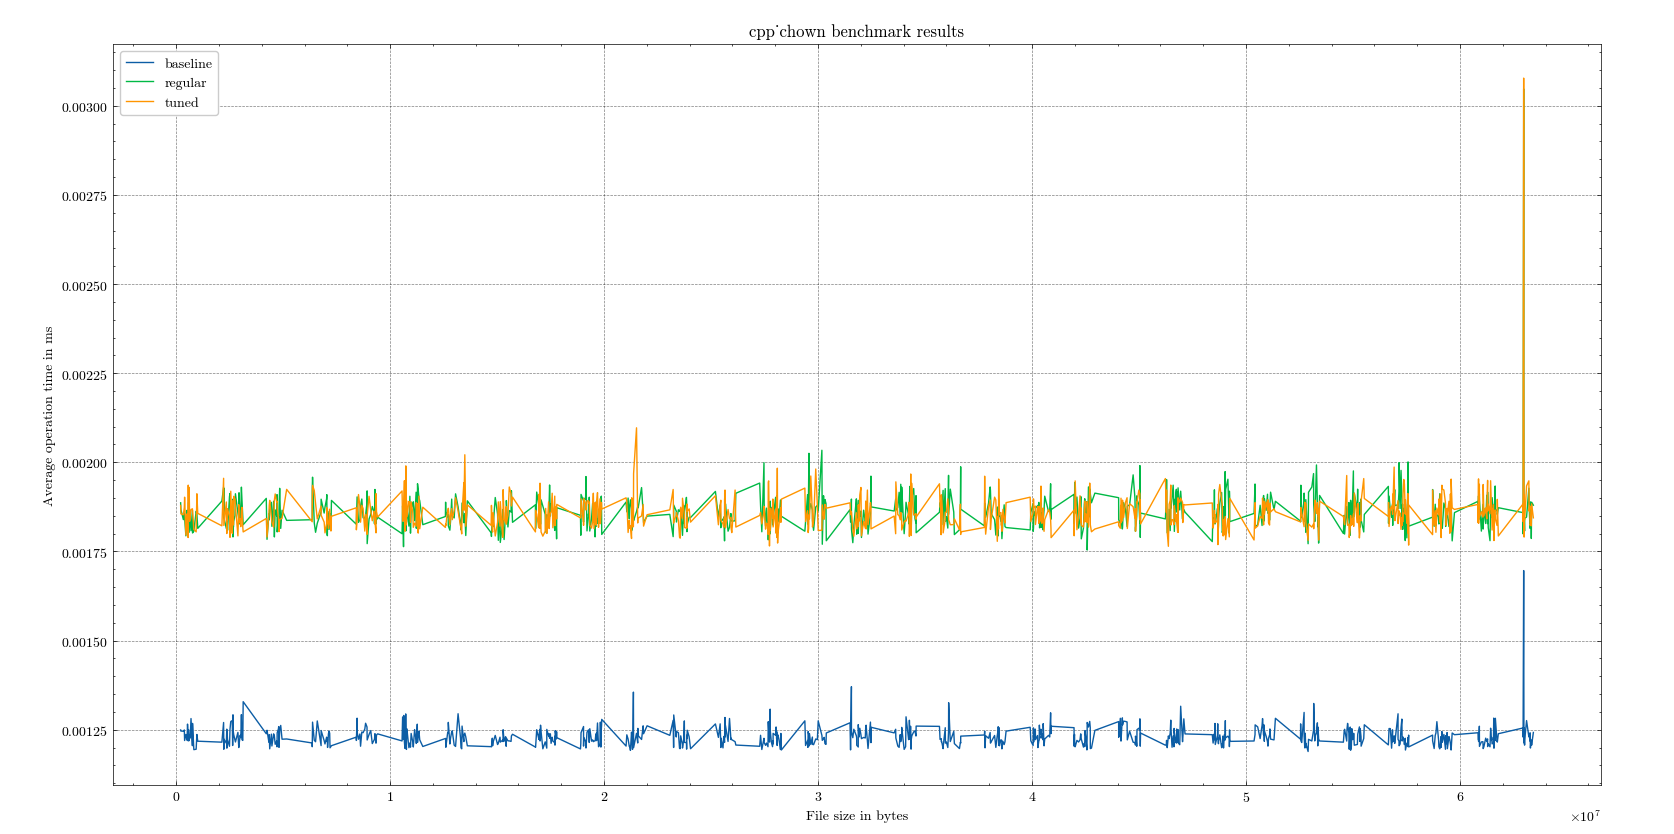 cpp˙chown benchmark results
baseline
regular
tuned
0.00300
0.00275
0.00250
0.00225
0.00200
0.00175
0.00150
0.00125
Average operation time in ms
0 1 2 3 4 5 6
File size in bytes
×10⁷